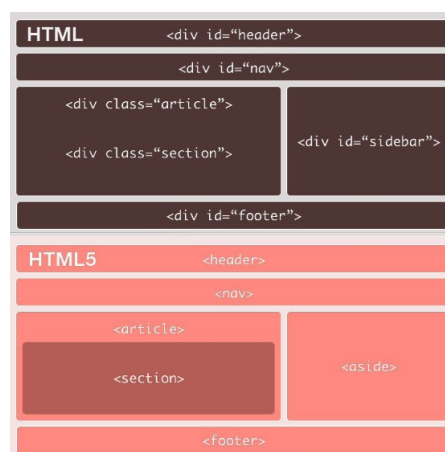 HTML <div id=“header”>
<div id=“nav”>
<div class=“article”>
<div class=“section”>
<div id=“sidebar”>
<div id=“footer”>
HTML5 <header>
<nav>
<article>
<section>
<aside>
<footer>